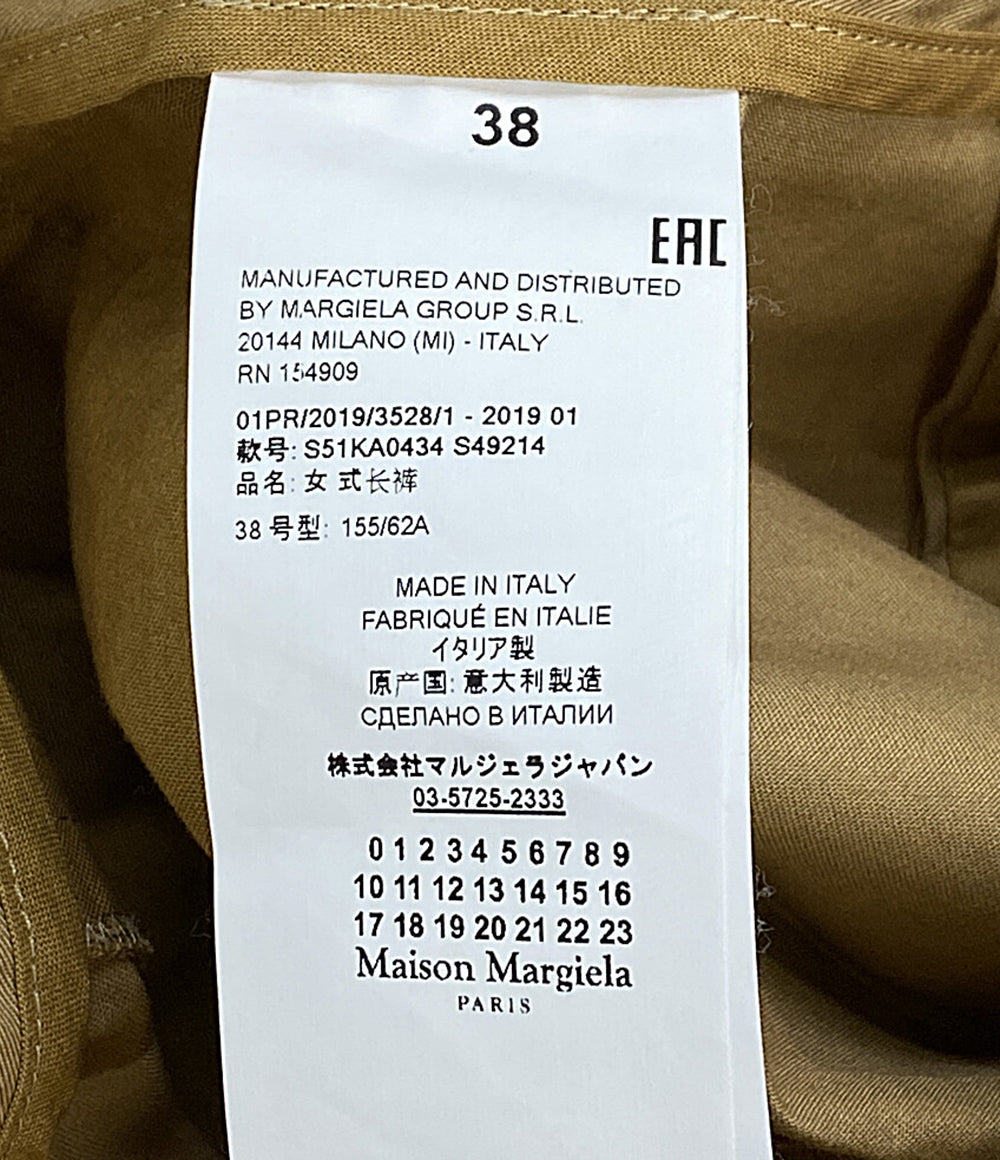 38
EAC
MANUFACTURED AND DISTRIBUTED
BY MARGIELA GROUP S.R.L.
20144 MILANO (MI) - ITALY
RN 154909
01PR/2019/3528/1 - 2019 01
款号: S51KA0434 S49214
品名: 女 式长裤
38 号型: 155/62A
MADE IN ITALY
FABRIQUÉ EN ITALIE
イタリア製
原产国: 意大利製造
СДЕЛАНО В ИТАЛИИ
株式会社マルジェラジャパン
03-5725-2333
0 1 2 3 4 5 6 7 8 9
10 11 12 13 14 15 16
17 18 19 20 21 22 23
Maison Margiela
PARIS